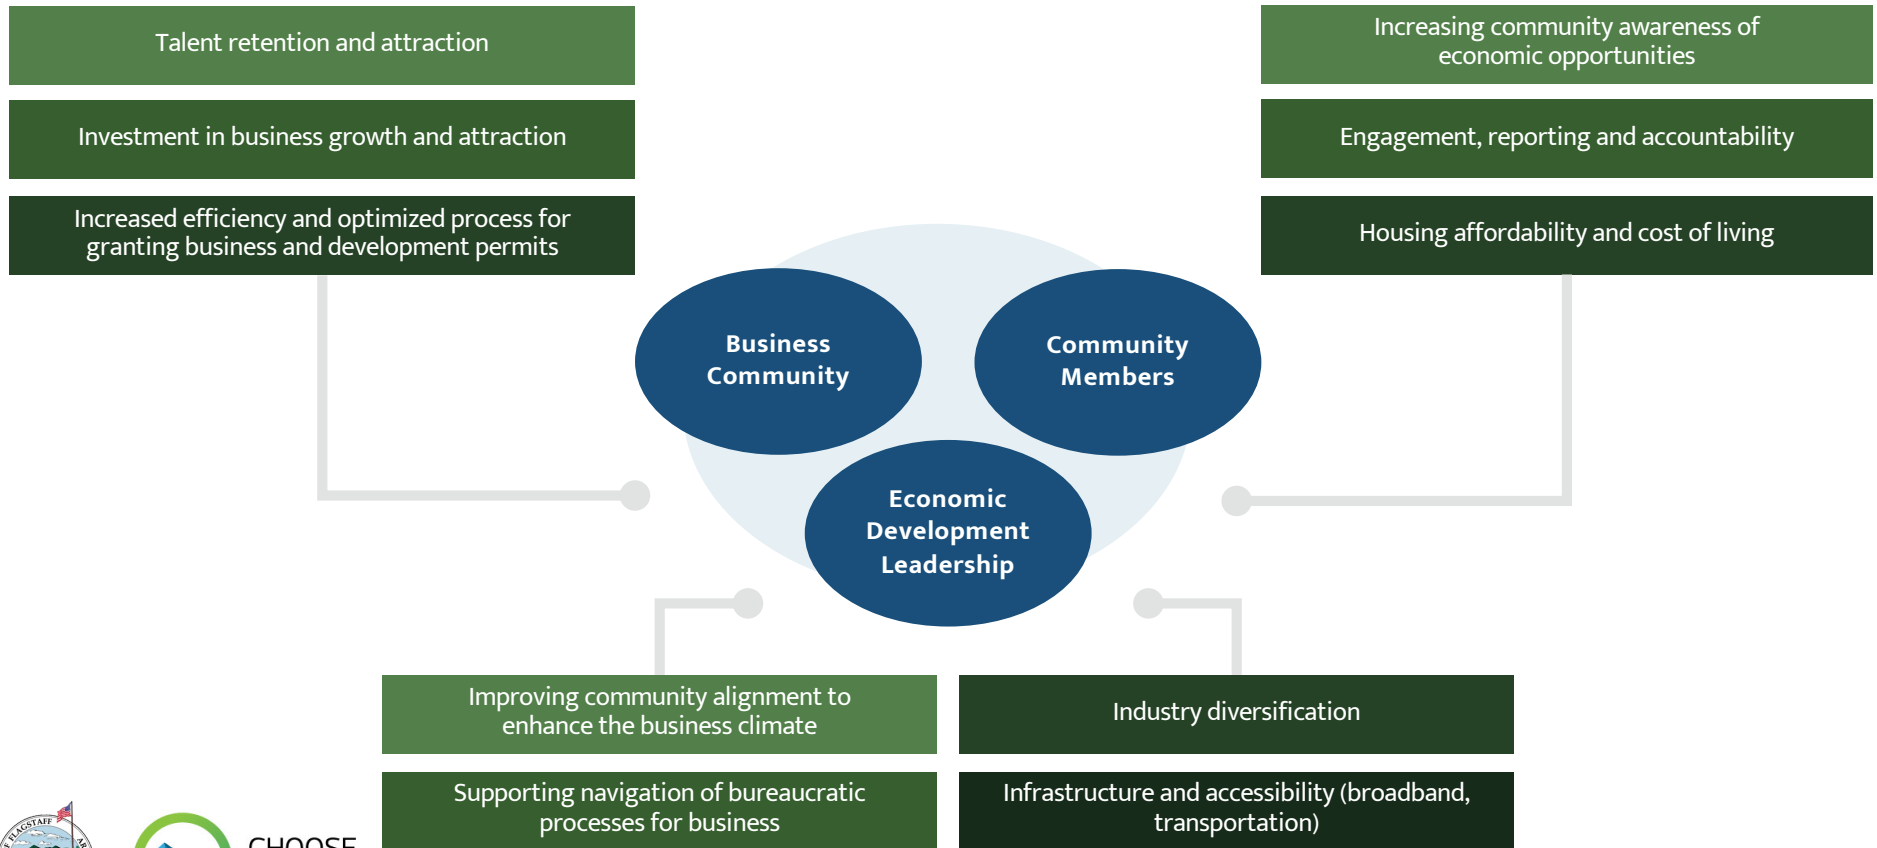 Talent retention and attraction
Investment in business growth and attraction
Increased efficiency and optimized process for
granting business and development permits
Increasing community awareness of
economic opportunities
Engagement, reporting and accountability
Housing affordability and cost of living
Business
Community
Community
Members
Economic
Development
Leadership
Improving community alignment to
enhance the business climate
Supporting navigation of bureaucratic
processes for business
Industry diversification
Infrastructure and accessibility (broadband,
transportation)
FLAGSTAFF
CHOOSE